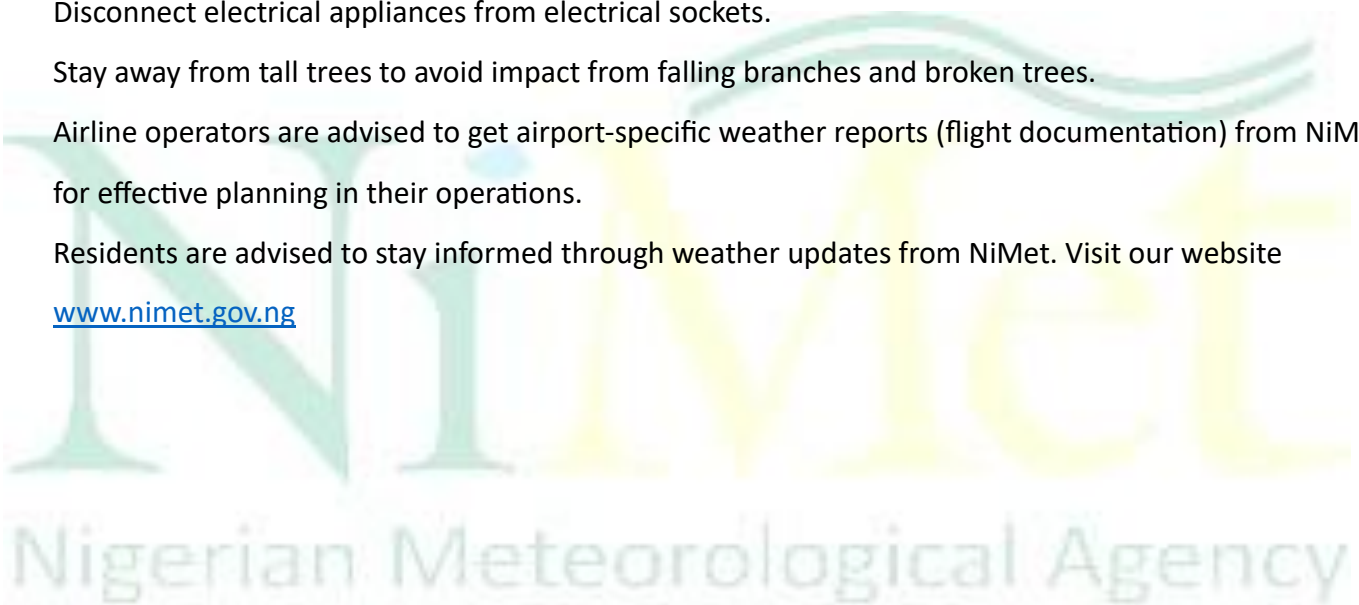 Disconnect electrical appliances from electrical sockets.
Stay away from tall trees to avoid impact from falling branches and broken trees.
Airline operators are advised to get airport-specific weather reports (flight documentation) from NiM
for effective planning in their operations.
Residents are advised to stay informed through weather updates from NiMet. Visit our website
www.nimet.gov.ng
NiMet
Nigerian Meteorological Agency